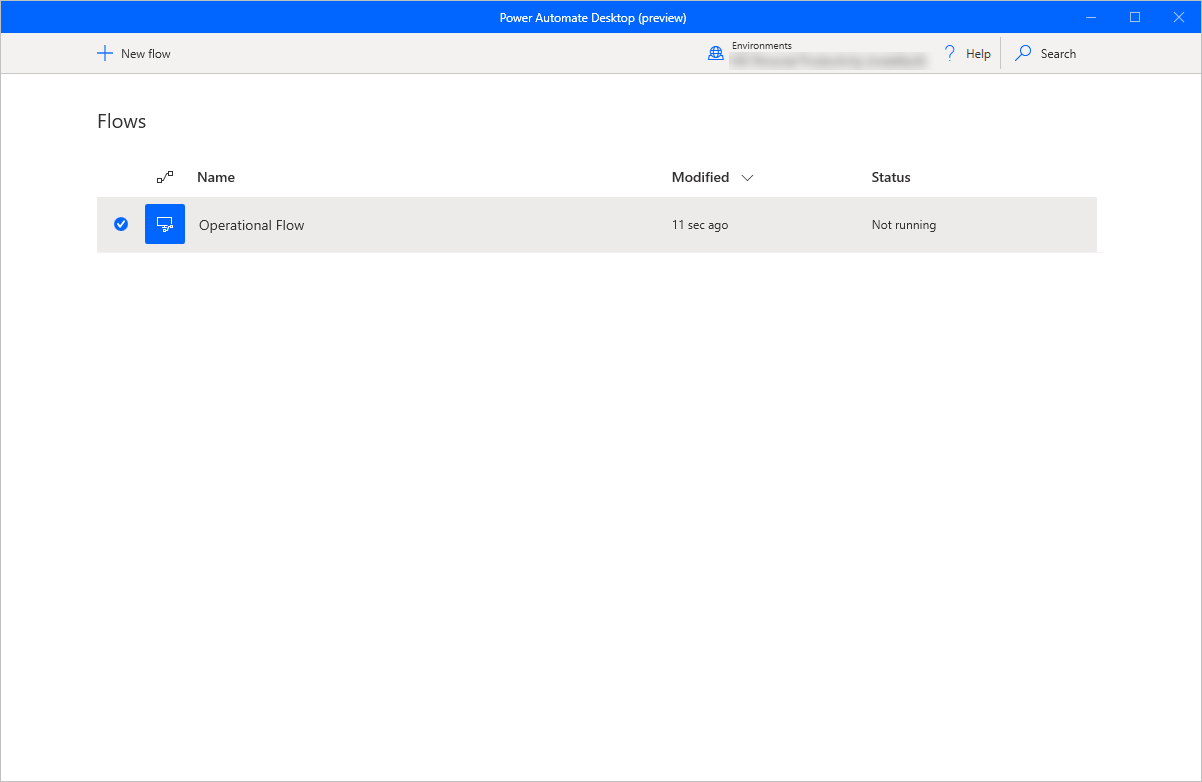 Power Automate Desktop (preview)
New flow
Environments
Help
Search
Flows
Name Modified Status
Operational Flow 11 sec ago Not running